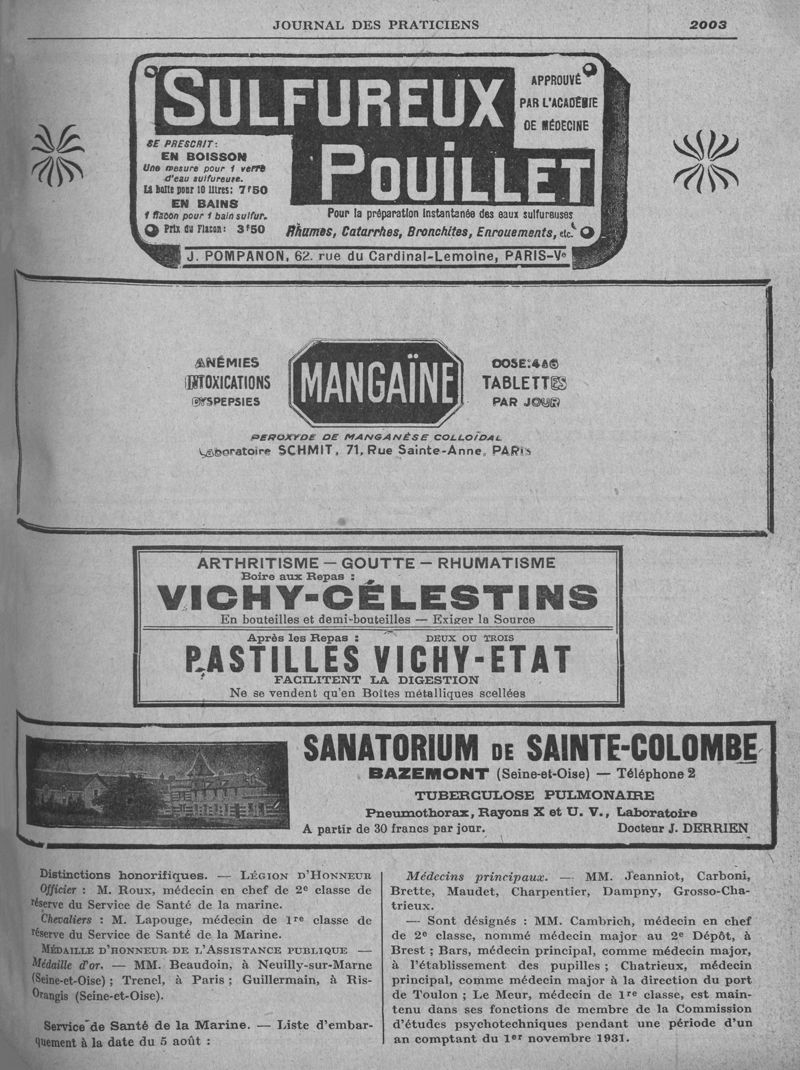 JOURNAL DES PRATICIENS 2003
SULFUREUX
POUILLET
APPROUVÉ
PAR L'ACADÉMIE
DE MÉDECINE
SE PRESCRIT:
EN BOISSON
Une mesure pour 1 verre
d'eau sulfureuse.
La boîte pour 10 litres: 7f50
EN BAINS
1 flacon pour 1 bain sulfur.
Prix du Flacon: 3f50
Pour la préparation instantanée des eaux sulfureuses
Rhumes, Catarrhes, Bronchites, Enrouements, etc.
J. POMPANON, 62. rue du Cardinal-Lemoine, PARIS-Ve
ANÉMIES
INTOXICATIONS
DYSPEPSIES
MANGAÏNE
DOSE: 4 à 6
TABLETTES
PAR JOUR
PEROXYDE DE MANGANÈSE COLLOÏDAL
Laboratoire SCHMIT, 71, Rue Sainte-Anne, PARIS
ARTHRITISME — GOUTTE — RHUMATISME
Boire aux Repas :
VICHY-CÉLESTINS
En bouteilles et demi-bouteilles — Exiger la Source
Après les Repas : DEUX OU TROIS
PASTILLES VICHY-ETAT
FACILITENT LA DIGESTION
Ne se vendent qu'en Boîtes métalliques scellées
SANATORIUM DE SAINTE-COLOMBE
BAZEMONT (Seine-et-Oise) — Téléphone 2
TUBERCULOSE PULMONAIRE
Pneumothorax, Rayons X et U. V., Laboratoire
A partir de 30 francs par jour. Docteur J. DERRIEN
Distinctions honorifiques. — LÉGION D'HONNEUR
Officier : M. Roux, médecin en chef de 2e classe de
réserve du Service de Santé de la marine.
Chevaliers : M. Lapouge, médecin de 1re classe de
réserve du Service de Santé de la Marine.
MÉDAILLE D'HONNEUR DE L'ASSISTANCE PUBLIQUE —
Médaille d'or. — MM. Beaudoin, à Neuilly-sur-Marne
(Seine-et-Oise) ; Trenel, à Paris ; Guillermain, à Ris-
Orangis (Seine-et-Oise).
Service de Santé de la Marine. — Liste d'embar-
quement à la date du 5 août :
Médecins principaux. — MM. Jeanniot, Carboni,
Brette, Maudet, Charpentier, Dampny, Grosso-Cha-
trieux.
— Sont désignés : MM. Cambrich, médecin en chef
de 2e classe, nommé médecin major au 2e Dépôt, à
Brest ; Bars, médecin principal, comme médecin major,
à l'établissement des pupilles ; Chatrieux, médecin
principal, comme médecin major à la direction du port
de Toulon ; Le Meur, médecin de 1re classe, est main-
tenu dans ses fonctions de membre de la Commission
d'études psychotechniques pendant une période d'un
an comptant du 1er novembre 1931.